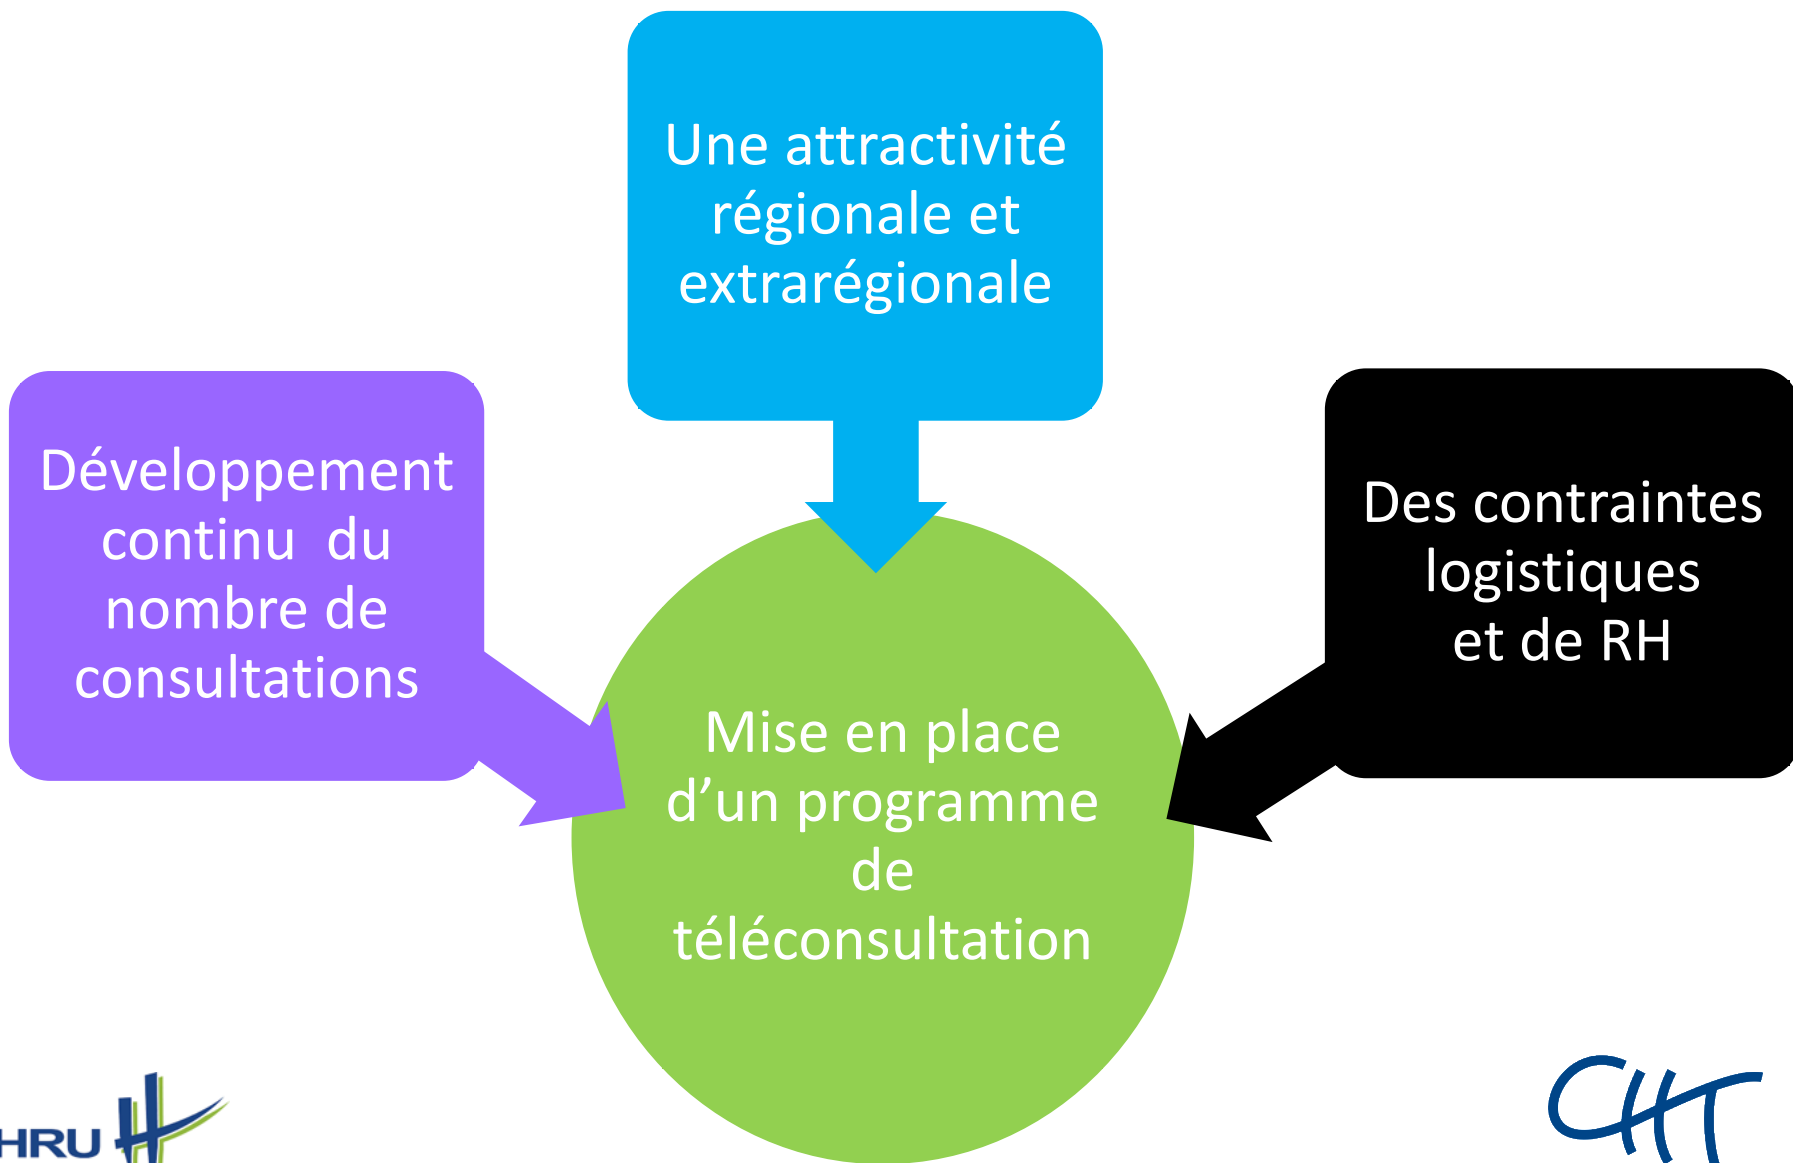 Une attractivité
régionale et
extrarégionale
Développement
continu  du
nombre de
consultations
Des contraintes
logistiques
et de RH
Mise en place
d’un programme
de
téléconsultation
HRU
CHT